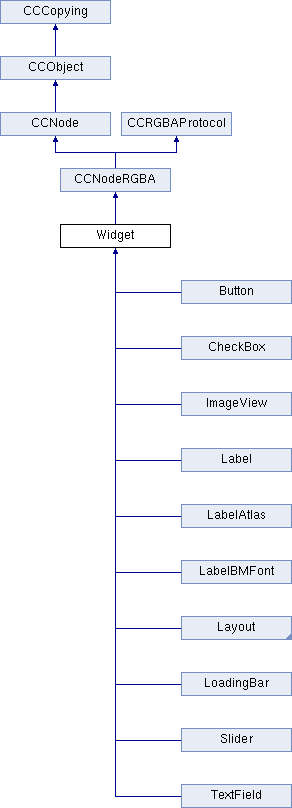 CCCopying
CCObject
CCNode
CCRGBAProtocol
CCNodeRGBA
Widget
Button
CheckBox
ImageView
Label
LabelAtlas
LabelBMFont
Layout
LoadingBar
Slider
TextField